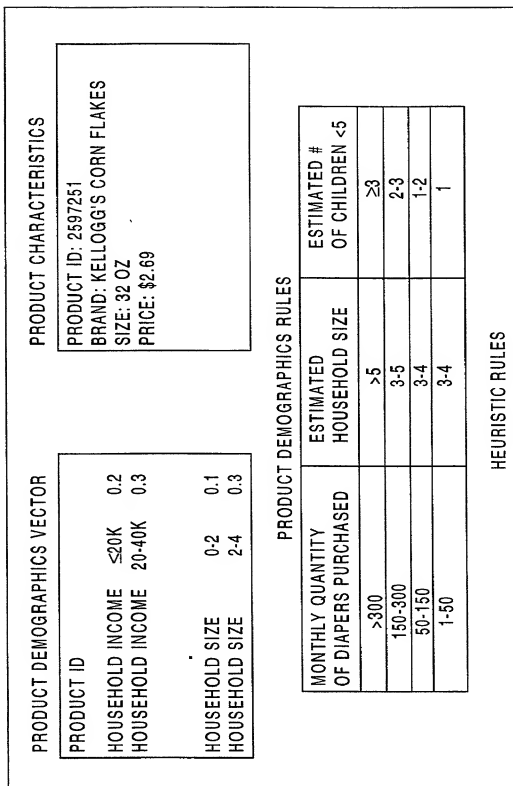 PRODUCT DEMOGRAPHICS VECTOR
PRODUCT ID
HOUSEHOLD INCOME ≤20K 0.2
HOUSEHOLD INCOME 20-40K 0.3
HOUSEHOLD SIZE 0-2 0.1
HOUSEHOLD SIZE 2-4 0.3
PRODUCT CHARACTERISTICS
PRODUCT ID: 2597251
BRAND: KELLOGG'S CORN FLAKES
SIZE: 32 OZ
PRICE: $2.69
PRODUCT DEMOGRAPHICS RULES
MONTHLY QUANTITY ESTIMATED ESTIMATED #
OF DIAPERS PURCHASED HOUSEHOLD SIZE OF CHILDREN <5
>300 >5 ≥3
150-300 3-5 2-3
50-150 3-4 1-2
1-50 3-4 1
HEURISTIC RULES